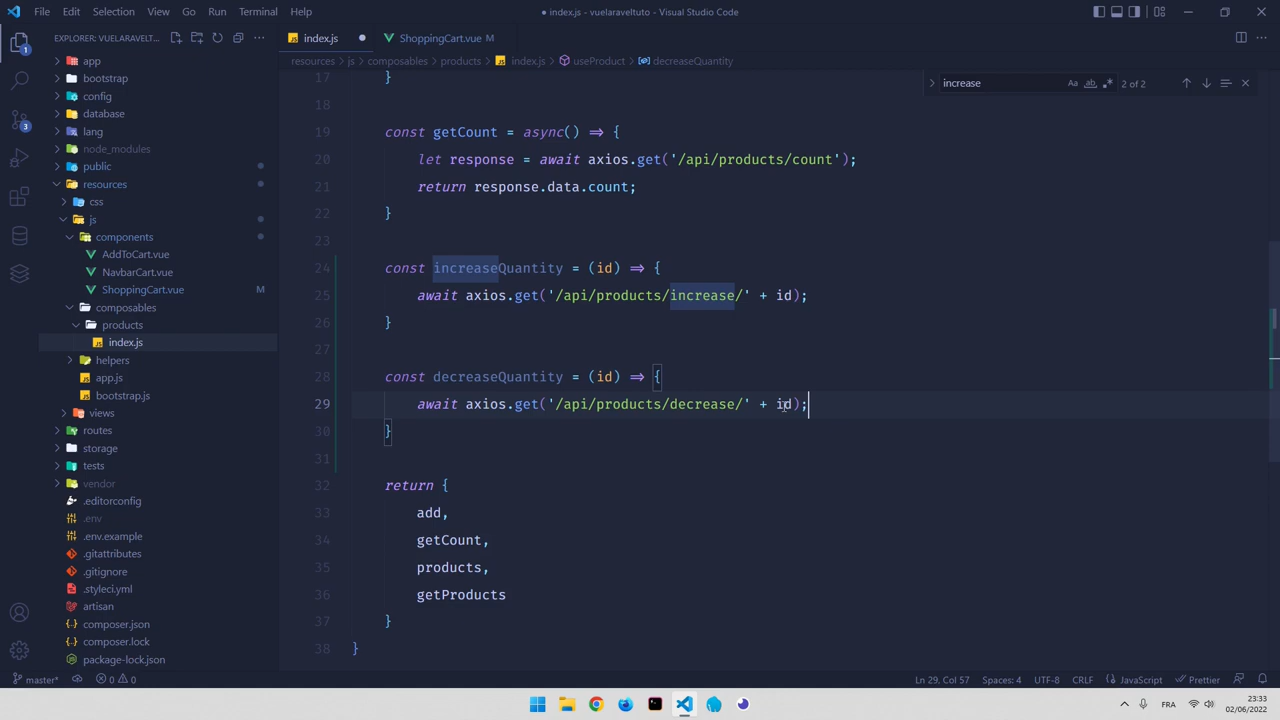 File Edit Selection View Go Run Terminal Help
● index.js - vuelaraveltuto - Visual Studio Code
EXPLORER: VUELARAVELT...
index.js
ShoppingCart.vue M
resources > js > composables > products > index.js > useProduct > decreaseQuantity
increase
Aa ab .*
2 of 2
app
bootstrap
config
database
lang
node_modules
public
resources
css
js
components
AddToCart.vue
NavbarCart.vue
ShoppingCart.vue M
composables
products
index.js
helpers
app.js
bootstrap.js
views
routes
storage
tests
vendor
.editorconfig
.env
.env.example
.gitattributes
.gitignore
.styleci.yml
artisan
composer.json
composer.lock
package-lock.json
1
3
17 }
18
19 const getCount = async() => {
20 let response = await axios.get('/api/products/count');
21 return response.data.count;
22 }
23
24 const increaseQuantity = (id) => {
25 await axios.get('/api/products/increase/' + id);
26 }
27
28 const decreaseQuantity = (id) => {
29 await axios.get('/api/products/decrease/' + id);
30 }
31
32 return {
33 add,
34 getCount,
35 products,
36 getProducts
37 }
38 }
master* 0 0 Ln 29, Col 57 Spaces: 4 UTF-8 CRLF JavaScript Prettier
FRA 23:33
02/06/2022